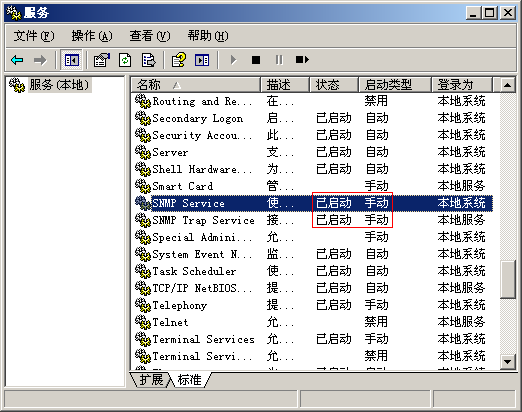 服务
文件(F) 操作(A) 查看(V) 帮助(H)
服务(本地)
名称 描述 状态 启动类型 登录为
Routing and Re... 在... 禁用 本地系统
Secondary Logon 启... 已启动 自动 本地系统
Security Accou... 此... 已启动 自动 本地系统
Server 支... 已启动 自动 本地系统
Shell Hardware... 为... 已启动 自动 本地系统
Smart Card 管... 手动 本地服务
SNMP Service 使... 已启动 手动 本地系统
SNMP Trap Service 接... 已启动 手动 本地服务
Special Admini... 允... 手动 本地系统
System Event N... 监... 已启动 自动 本地系统
Task Scheduler 使... 已启动 自动 本地系统
TCP/IP NetBIOS... 提... 已启动 自动 本地服务
Telephony 提... 已启动 手动 本地系统
Telnet 允... 禁用 本地服务
Terminal Services 允... 已启动 手动 本地系统
Terminal Servi... 允... 禁用 本地系统
扩展 标准